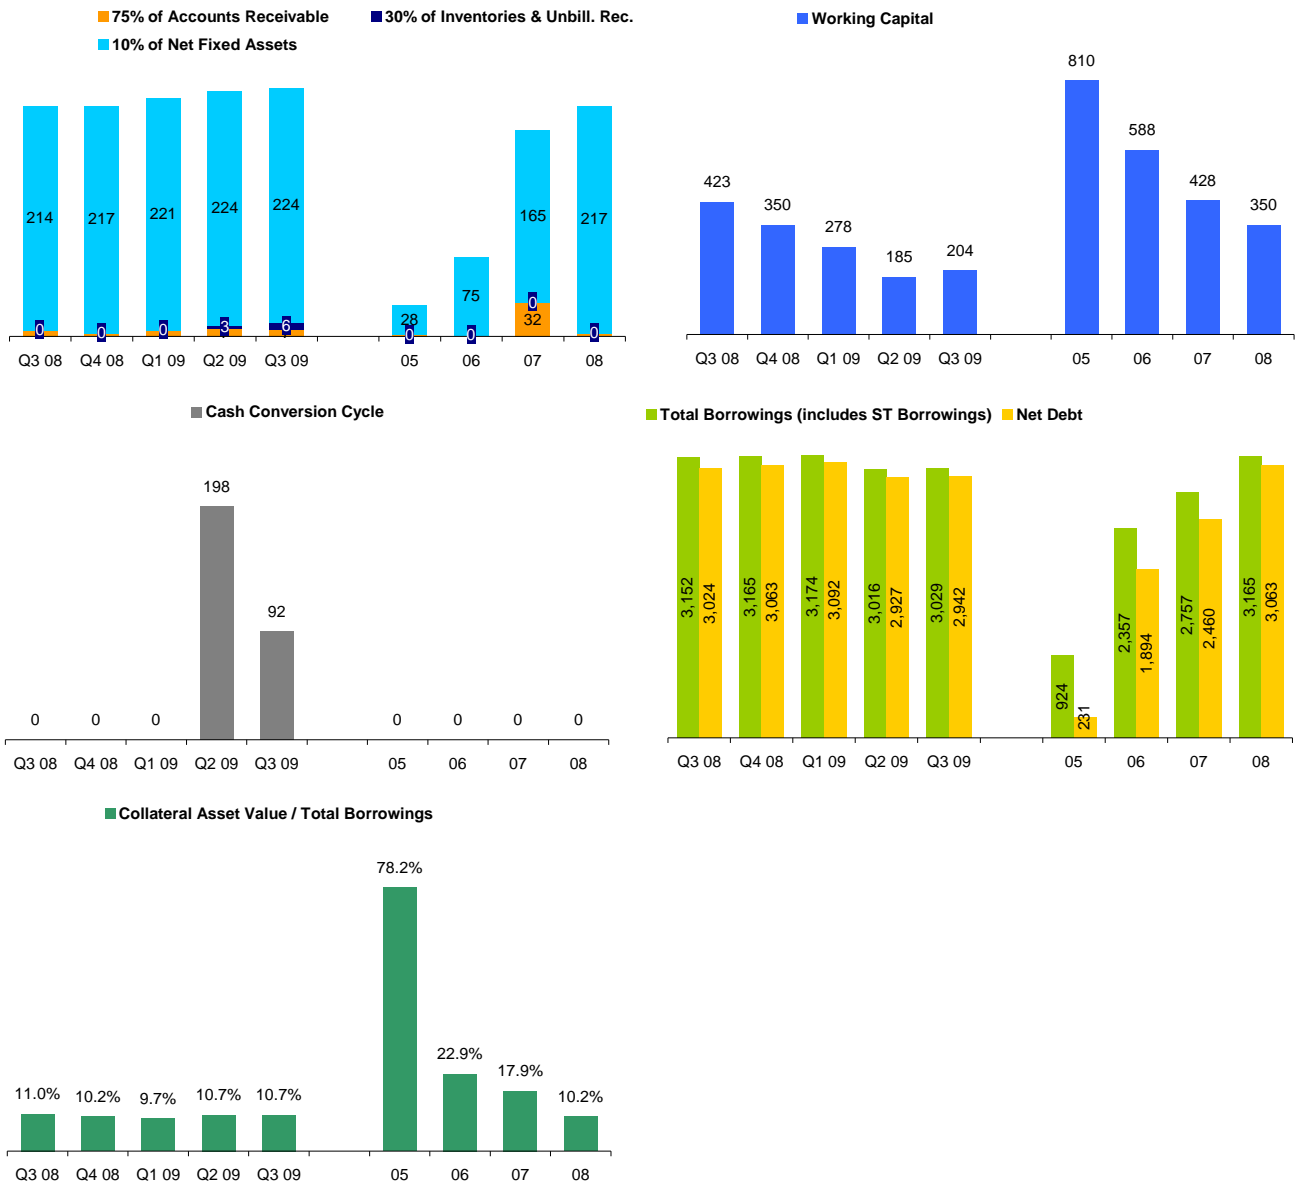 75% of Accounts Receivable 30% of Inventories & Unbill. Rec.
10% of Net Fixed Assets
214 217 221 224 224 28 75 165 217
32
0 0 0 3 6 0 0 0 0
Q3 08 Q4 08 Q1 09 Q2 09 Q3 09 05 06 07 08
Working Capital
423 350 278 185 204 810 588 428 350
Q3 08 Q4 08 Q1 09 Q2 09 Q3 09 05 06 07 08
Cash Conversion Cycle
0 0 0 198 92 0 0 0 0
Q3 08 Q4 08 Q1 09 Q2 09 Q3 09 05 06 07 08
Total Borrowings (includes ST Borrowings) Net Debt
3,152 3,024 3,165 3,063 3,174 3,092 3,016 2,927 3,029 2,942 924 231 2,357 1,894 2,757 2,460 3,165 3,063
Q3 08 Q4 08 Q1 09 Q2 09 Q3 09 05 06 07 08
Collateral Asset Value / Total Borrowings
11.0% 10.2% 9.7% 10.7% 10.7% 78.2% 22.9% 17.9% 10.2%
Q3 08 Q4 08 Q1 09 Q2 09 Q3 09 05 06 07 08